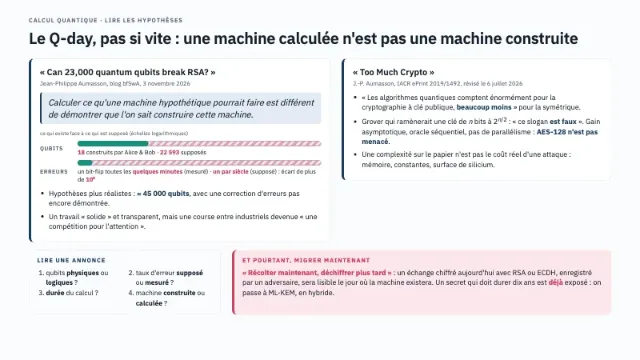 CALCUL QUANTIQUE · LIRE LES HYPOTHÈSES
Le Q-day, pas si vite : une machine calculée n'est pas une machine construite
« Can 23,000 quantum qubits break RSA? »
Jean-Philippe Aumasson, blog bfSwA, 3 novembre 2026
Calculer ce qu'une machine hypothétique pourrait faire est différent
de démontrer que l'on sait construire cette machine.
ce qui existe face à ce qui est supposé (échelles logarithmiques)
QUBITS
18 construits par Alice & Bob · 22 593 supposés
ERREURS
un bit-flip toutes les quelques minutes (mesuré) · un par siècle (supposé) : écart de plus
de 10⁶
• Hypothèses plus réalistes : ≈ 45 000 qubits, avec une correction d'erreurs pas
encore démontrée.
• Un travail « solide » et transparent, mais une course entre industriels devenue « une
compétition pour l'attention ».
« Too Much Crypto »
J.-P. Aumasson, IACR ePrint 2019/1492, révisé le 6 juillet 2026
• « Les algorithmes quantiques comptent énormément pour la
cryptographie à clé publique, beaucoup moins » pour la symétrique.
• Grover qui ramènerait une clé de n bits à 2^{n/2} : « ce slogan est faux ». Gain
asymptotique, oracle séquentiel, pas de parallélisme : AES-128 n'est pas
menacé.
• Une complexité sur le papier n'est pas le coût réel d'une attaque :
mémoire, constantes, surface de silicium.
LIRE UNE ANNONCE
1. qubits physiques ou
logiques ?
2. taux d'erreur supposé
ou mesuré ?
3. durée du calcul ?
4. machine construite ou
calculée ?
ET POURTANT, MIGRER MAINTENANT
« Récolter maintenant, déchiffrer plus tard » : un échange chiffré aujourd'hui avec RSA ou ECDH, enregistré
par un adversaire, sera lisible le jour où la machine existera. Un secret qui doit durer dix ans est déjà exposé : on
passe à ML-KEM, en hybride.